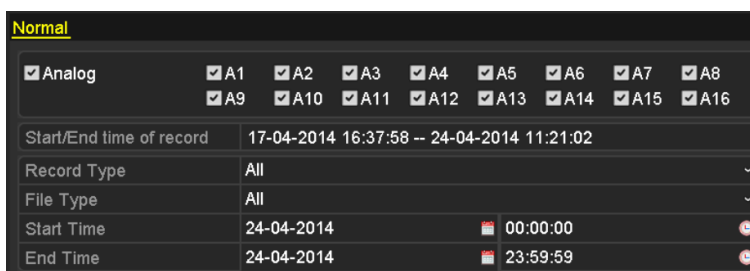 Normal
Analog A1 A2 A3 A4 A5 A6 A7 A8
A9 A10 A11 A12 A13 A14 A15 A16
Start/End time of record 17-04-2014 16:37:58 -- 24-04-2014 11:21:02
Record Type All
File Type All
Start Time 24-04-2014 00:00:00
End Time 24-04-2014 23:59:59